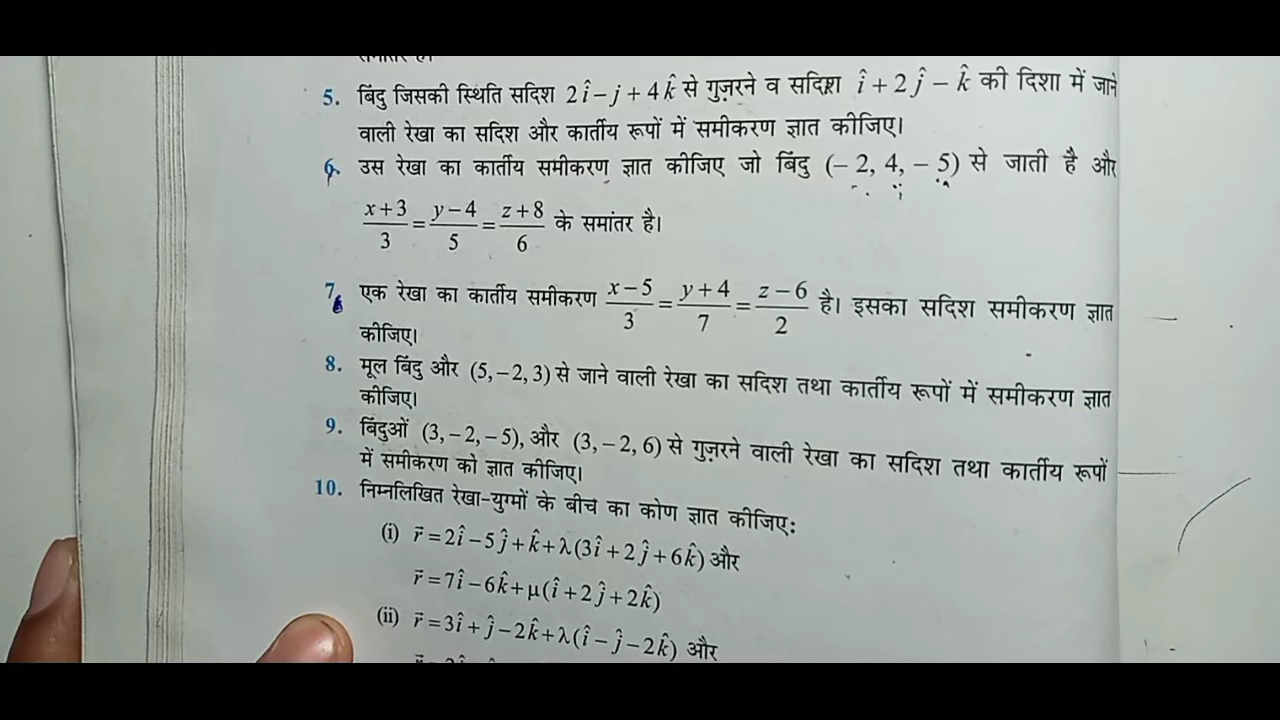 समांतर है।
5. बिंदु जिसकी स्थिति सदिश 2î − j + 4k̂ से गुज़रने व सदिश î + 2ĵ − k̂ की दिशा में जाने
वाली रेखा का सदिश और कार्तीय रूपों में समीकरण ज्ञात कीजिए।
6. उस रेखा का कार्तीय समीकरण ज्ञात कीजिए जो बिंदु (– 2, 4, – 5) से जाती है और
(x+3)/3 = (y−4)/5 = (z+8)/6 के समांतर है।
7. एक रेखा का कार्तीय समीकरण (x−5)/3 = (y+4)/7 = (z−6)/2 है। इसका सदिश समीकरण ज्ञात
कीजिए।
8. मूल बिंदु और (5, −2, 3) से जाने वाली रेखा का सदिश तथा कार्तीय रूपों में समीकरण ज्ञात
कीजिए।
9. बिंदुओं (3, −2, −5), और (3, −2, 6) से गुज़रने वाली रेखा का सदिश तथा कार्तीय रूपों
में समीकरण को ज्ञात कीजिए।
10. निम्नलिखित रेखा-युग्मों के बीच का कोण ज्ञात कीजिए:
(i) r̄ = 2î − 5ĵ + k̂ + λ(3î + 2ĵ + 6k̂) और
r̄ = 7î − 6k̂ + μ(î + 2ĵ + 2k̂)
(ii) r̄ = 3î + ĵ − 2k̂ + λ(î − ĵ − 2k̂) और